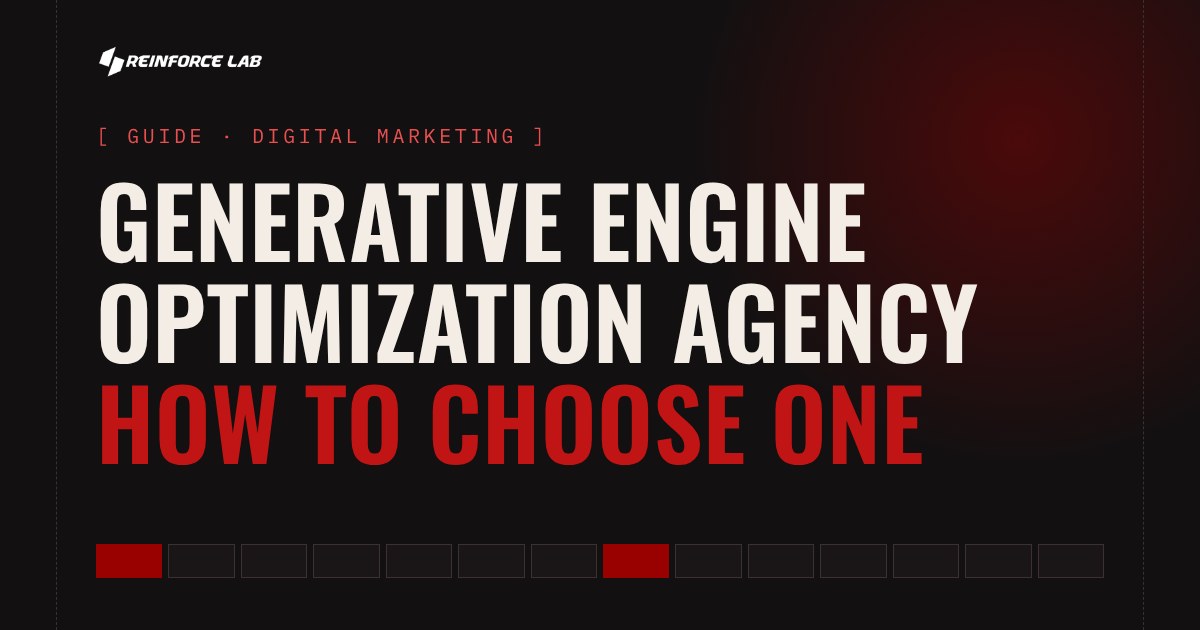 REINFORCE LAB
[ GUIDE · DIGITAL MARKETING ]
GENERATIVE ENGINE
OPTIMIZATION AGENCY
HOW TO CHOOSE ONE